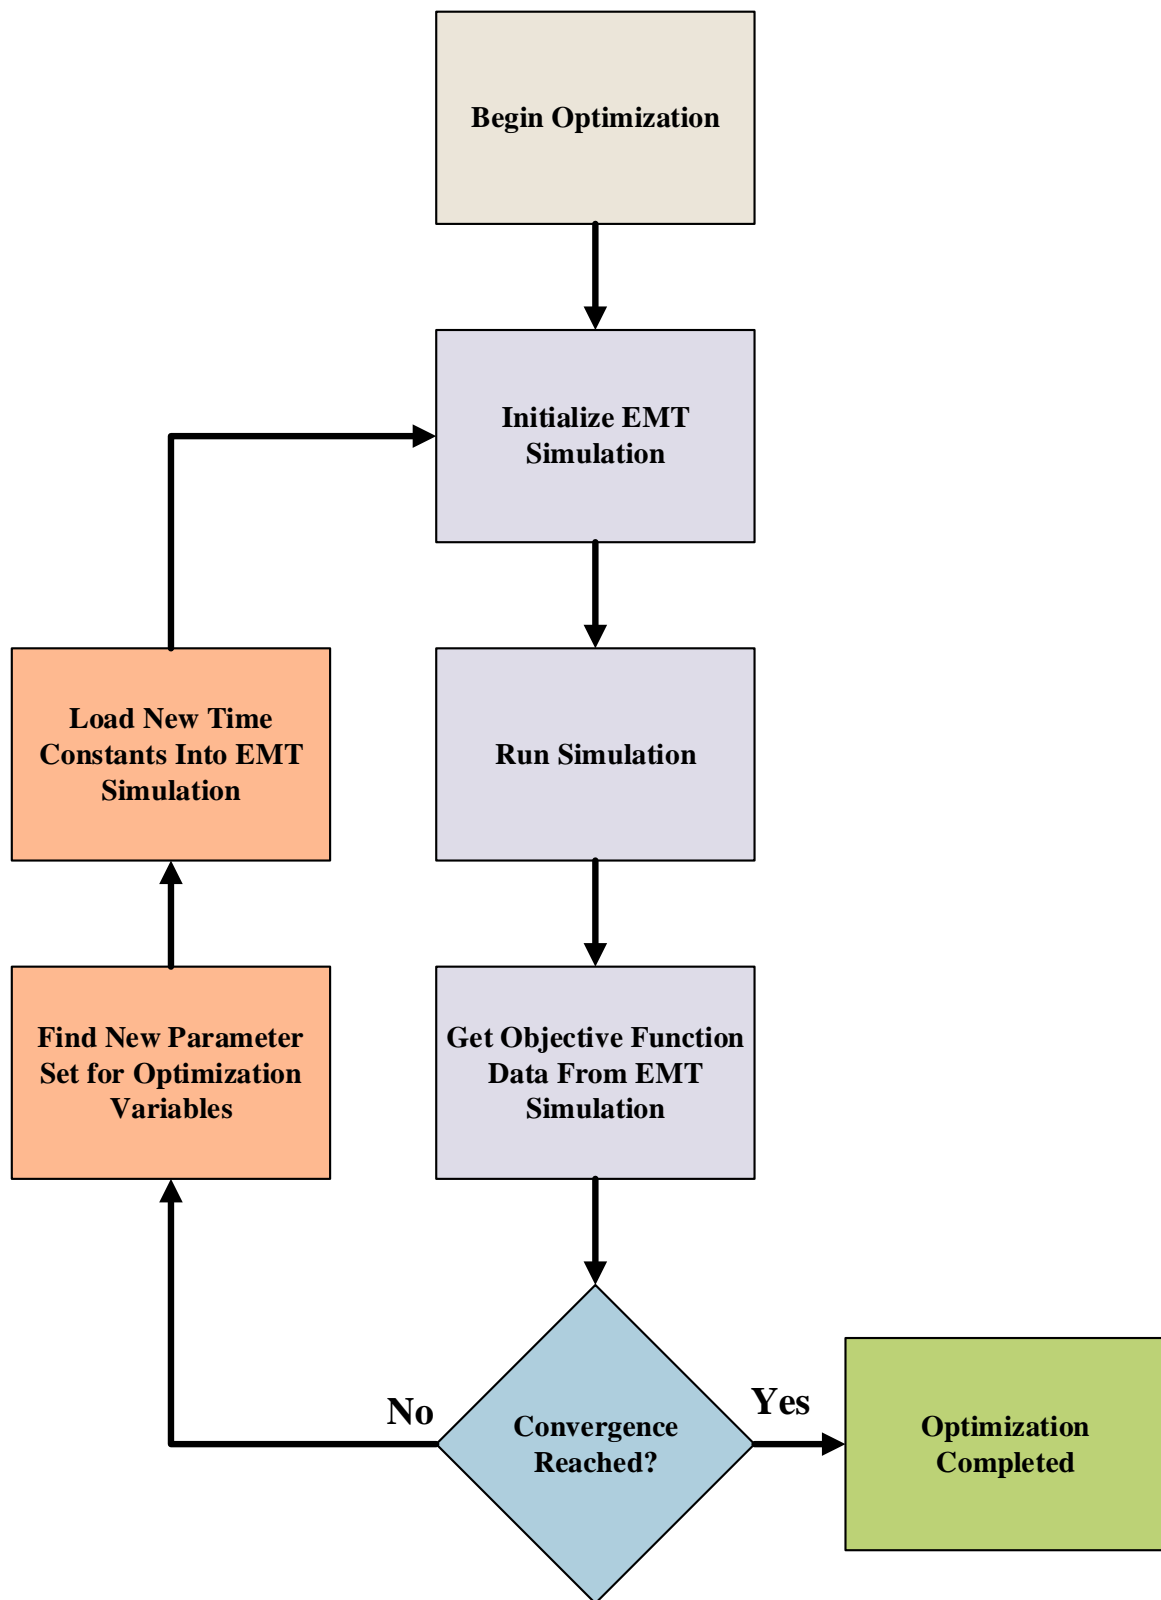 Begin Optimization
Initialize EMT
Simulation
Load New Time
Constants Into EMT
Simulation
Run Simulation
Find New Parameter
Set for Optimization
Variables
Get Objective Function
Data From EMT
Simulation
No
Yes
Convergence
Reached?
Optimization
Completed